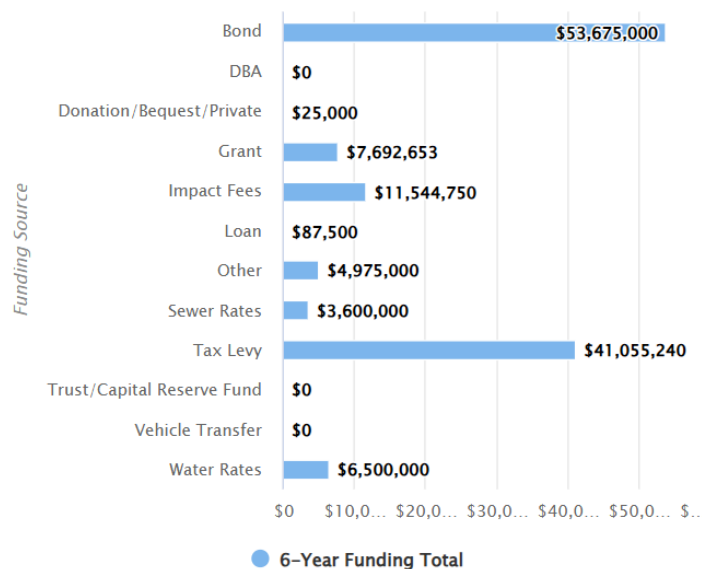 Bond $53,675,000
DBA $0
Donation/Bequest/Private $25,000
Grant $7,692,653
Impact Fees $11,544,750
Loan $87,500
Other $4,975,000
Sewer Rates $3,600,000
Tax Levy $41,055,240
Trust/Capital Reserve Fund $0
Vehicle Transfer $0
Water Rates $6,500,000
Funding Source
$0 $10,0... $20,0... $30,0... $40,0... $50,0... $..
6-Year Funding Total